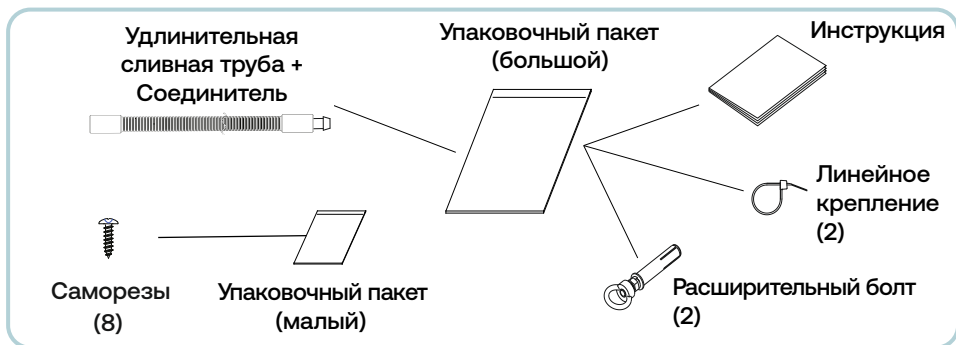 Удлинительная
сливная труба +
Соединитель
Упаковочный пакет
(большой)
Инструкция
Линейное
крепление
(2)
Саморезы
(8)
Упаковочный пакет
(малый)
Расширительный болт
(2)